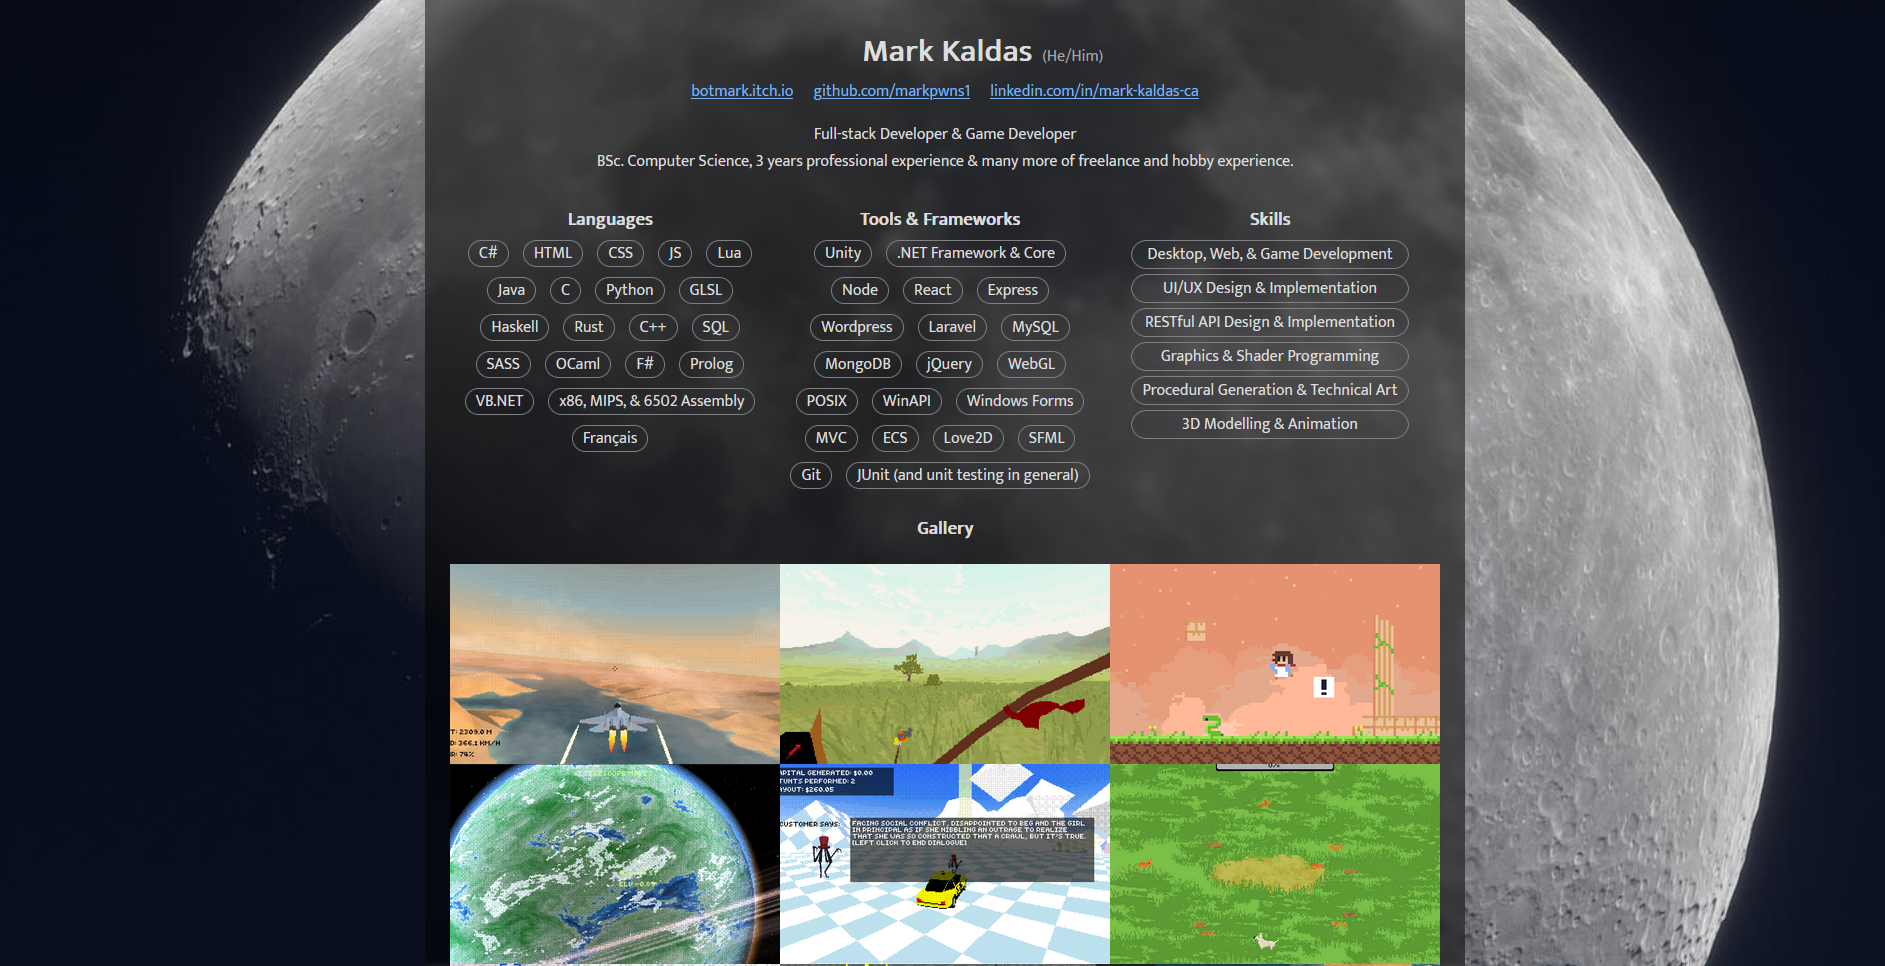 Mark Kaldas (He/Him)
botmark.itch.io github.com/markpwns1 linkedin.com/in/mark-kaldas-ca
Full-stack Developer & Game Developer
BSc. Computer Science, 3 years professional experience & many more of freelance and hobby experience.
Languages
C# HTML CSS JS Lua
Java C Python GLSL
Haskell Rust C++ SQL
SASS OCaml F# Prolog
VB.NET x86, MIPS, & 6502 Assembly
Français
Tools & Frameworks
Unity .NET Framework & Core
Node React Express
Wordpress Laravel MySQL
MongoDB jQuery WebGL
POSIX WinAPI Windows Forms
MVC ECS Love2D SFML
Git JUnit (and unit testing in general)
Skills
Desktop, Web, & Game Development
UI/UX Design & Implementation
RESTful API Design & Implementation
Graphics & Shader Programming
Procedural Generation & Technical Art
3D Modelling & Animation
Gallery
T: 2309.0 M
D: 366.1 KM/H
R: 74%
!
APITAL GENERATED: $0.00
TUNTS PERFORMED: 2
AYOUT: $260.05
CUSTOMER SAYS:
FACING SOCIAL CONFLICT, DISAPPOINTED TO BEG AND THE GIRL
IN PRINCIPAL AS IF SHE NIBBLING AN OUTRAGE TO REALIZE
THAT SHE WAS SO CONSTRUCTED THAT A CRAWL, BUT IT'S TRUE.
[LEFT CLICK TO END DIALOGUE]
0%